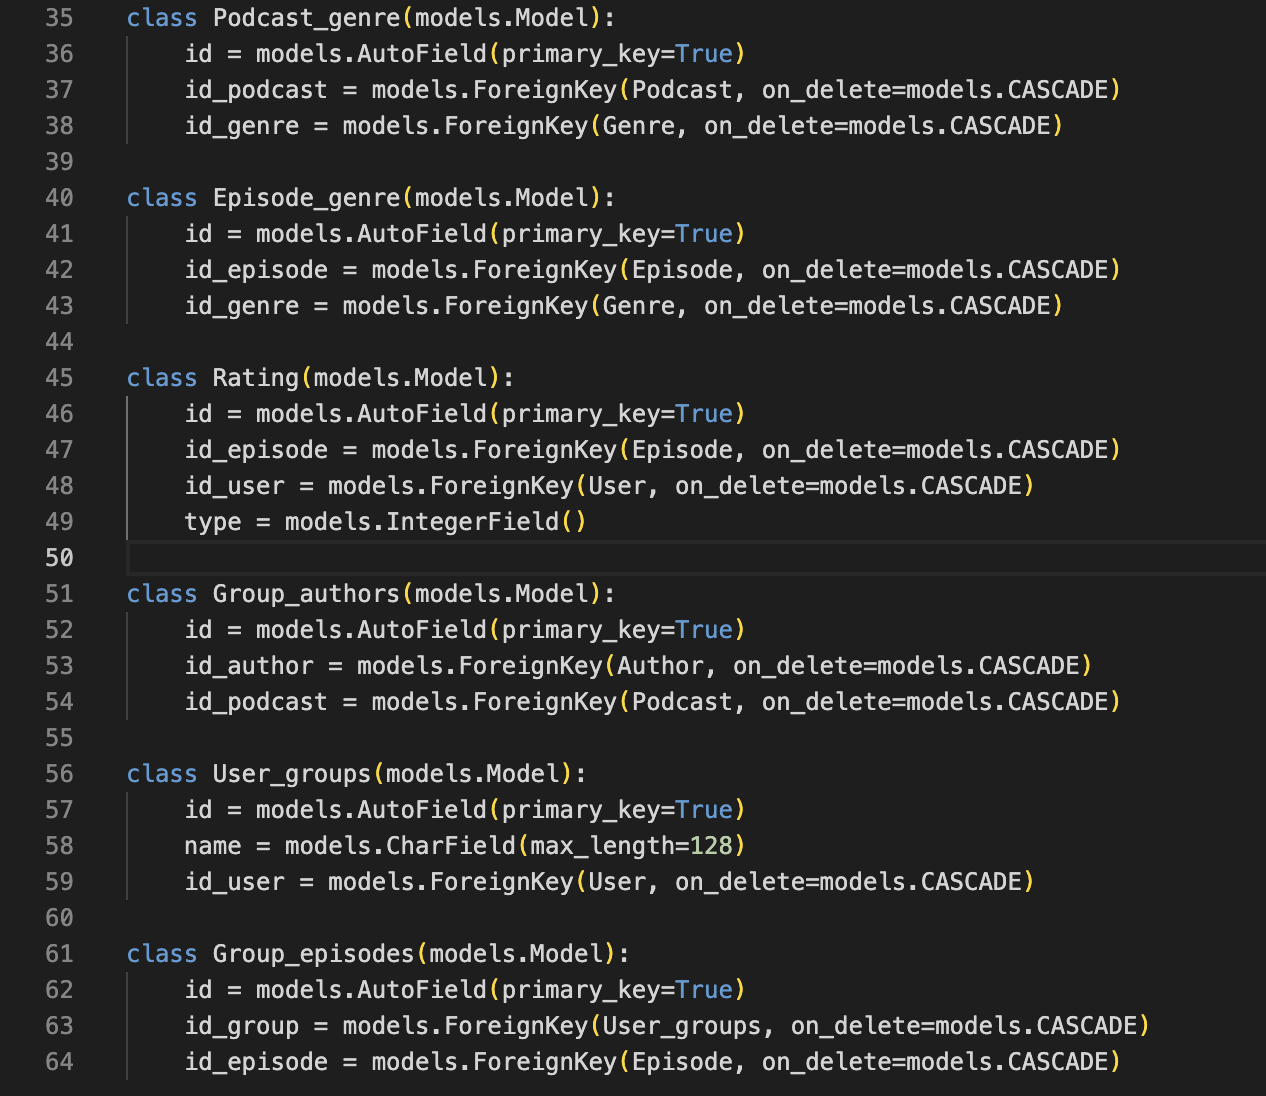 35 class Podcast_genre(models.Model):
36     id = models.AutoField(primary_key=True)
37     id_podcast = models.ForeignKey(Podcast, on_delete=models.CASCADE)
38     id_genre = models.ForeignKey(Genre, on_delete=models.CASCADE)
39
40 class Episode_genre(models.Model):
41     id = models.AutoField(primary_key=True)
42     id_episode = models.ForeignKey(Episode, on_delete=models.CASCADE)
43     id_genre = models.ForeignKey(Genre, on_delete=models.CASCADE)
44
45 class Rating(models.Model):
46     id = models.AutoField(primary_key=True)
47     id_episode = models.ForeignKey(Episode, on_delete=models.CASCADE)
48     id_user = models.ForeignKey(User, on_delete=models.CASCADE)
49     type = models.IntegerField()
50
51 class Group_authors(models.Model):
52     id = models.AutoField(primary_key=True)
53     id_author = models.ForeignKey(Author, on_delete=models.CASCADE)
54     id_podcast = models.ForeignKey(Podcast, on_delete=models.CASCADE)
55
56 class User_groups(models.Model):
57     id = models.AutoField(primary_key=True)
58     name = models.CharField(max_length=128)
59     id_user = models.ForeignKey(User, on_delete=models.CASCADE)
60
61 class Group_episodes(models.Model):
62     id = models.AutoField(primary_key=True)
63     id_group = models.ForeignKey(User_groups, on_delete=models.CASCADE)
64     id_episode = models.ForeignKey(Episode, on_delete=models.CASCADE)